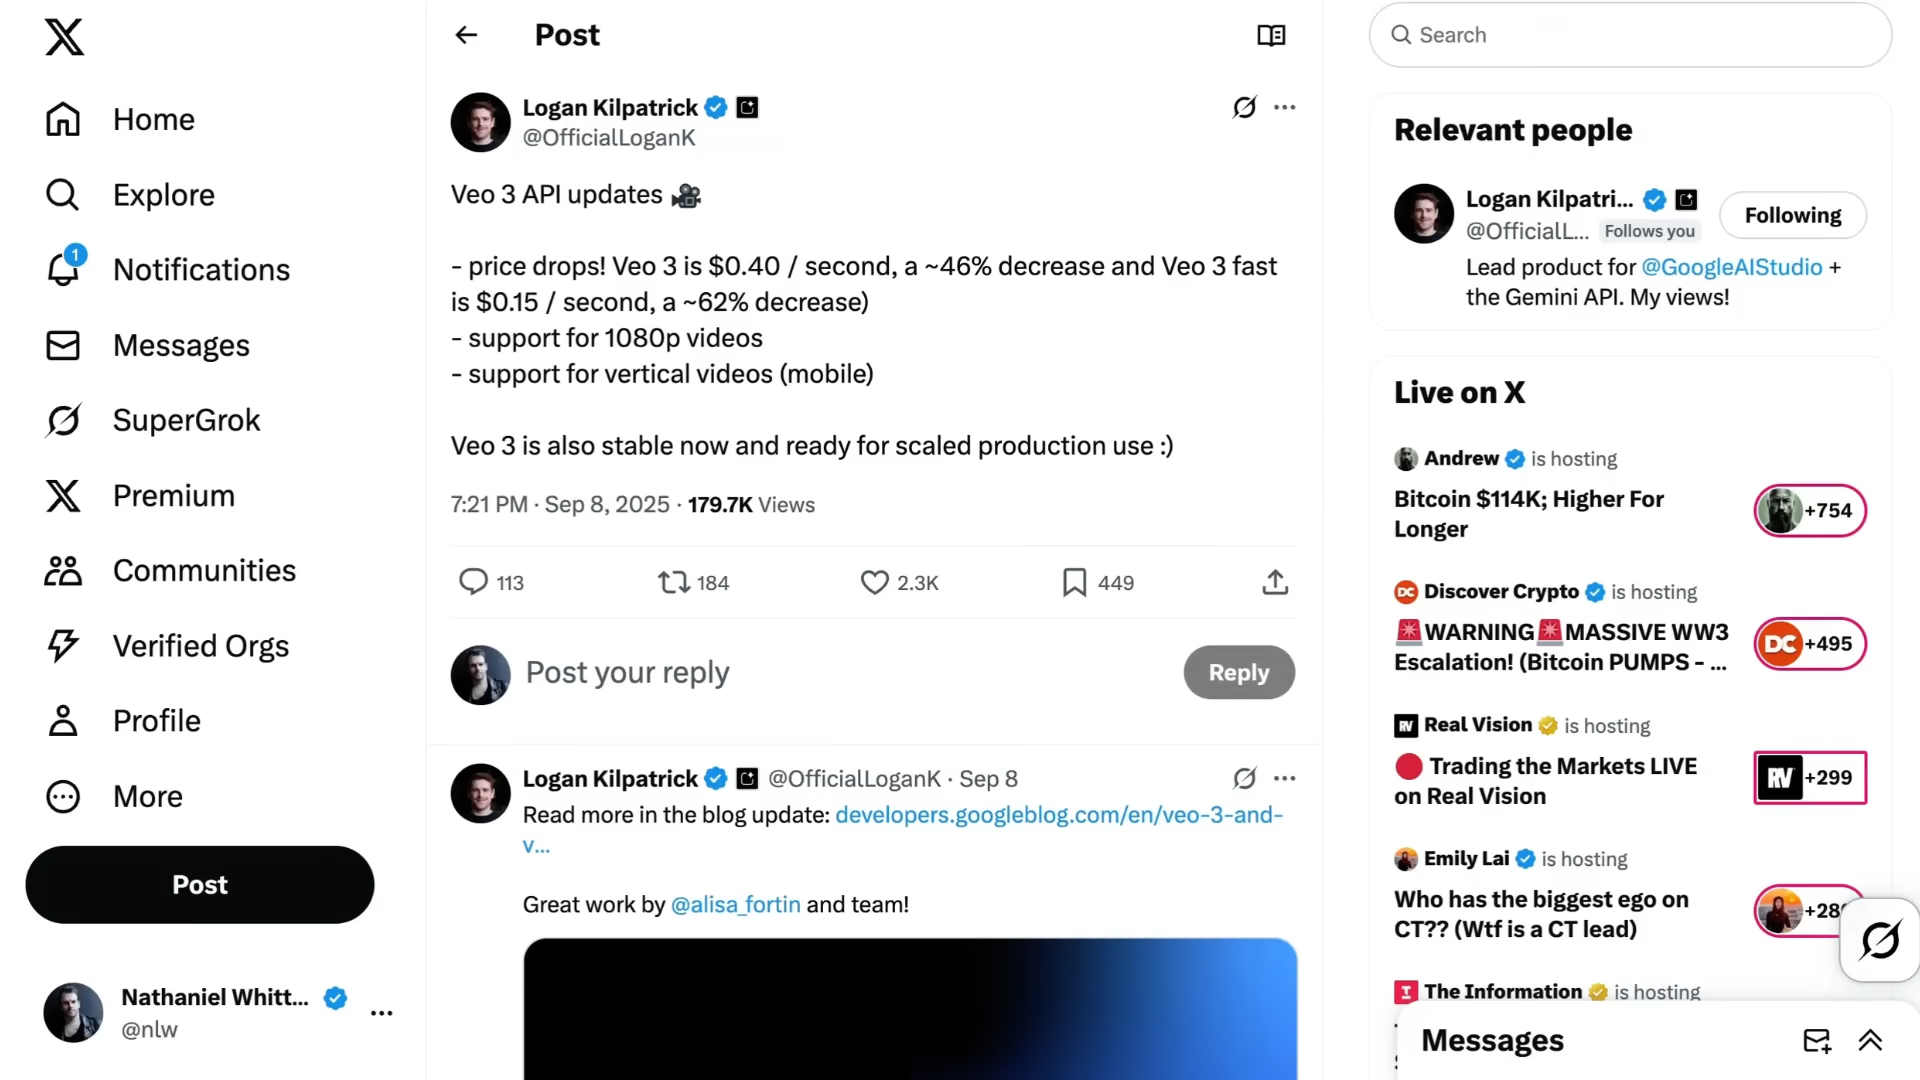 Home
Explore
1
Notifications
Messages
SuperGrok
Premium
Communities
Verified Orgs
Profile
More
Post
Nathaniel Whitt...
@nlw
Post
Logan Kilpatrick
@OfficialLoganK
Veo 3 API updates 🎥
- price drops! Veo 3 is $0.40 / second, a ~46% decrease and Veo 3 fast
is $0.15 / second, a ~62% decrease)
- support for 1080p videos
- support for vertical videos (mobile)
Veo 3 is also stable now and ready for scaled production use :)
7:21 PM · Sep 8, 2025 · 179.7K Views
113 184 2.3K 449
Post your reply
Reply
Logan Kilpatrick @OfficialLoganK · Sep 8
Read more in the blog update: developers.googleblog.com/en/veo-3-and-
v...
Great work by @alisa_fortin and team!
Search
Relevant people
Logan Kilpatri...
@OfficialL... Follows you
Following
Lead product for @GoogleAIStudio +
the Gemini API. My views!
Live on X
Andrew is hosting
Bitcoin $114K; Higher For
Longer
+754
Discover Crypto is hosting
🚨WARNING🚨MASSIVE WW3
Escalation! (Bitcoin PUMPS - ...
DC +495
RV Real Vision is hosting
🔴 Trading the Markets LIVE
on Real Vision
RV +299
Emily Lai is hosting
Who has the biggest ego on
CT?? (Wtf is a CT lead)
The Information is hosting
Messages